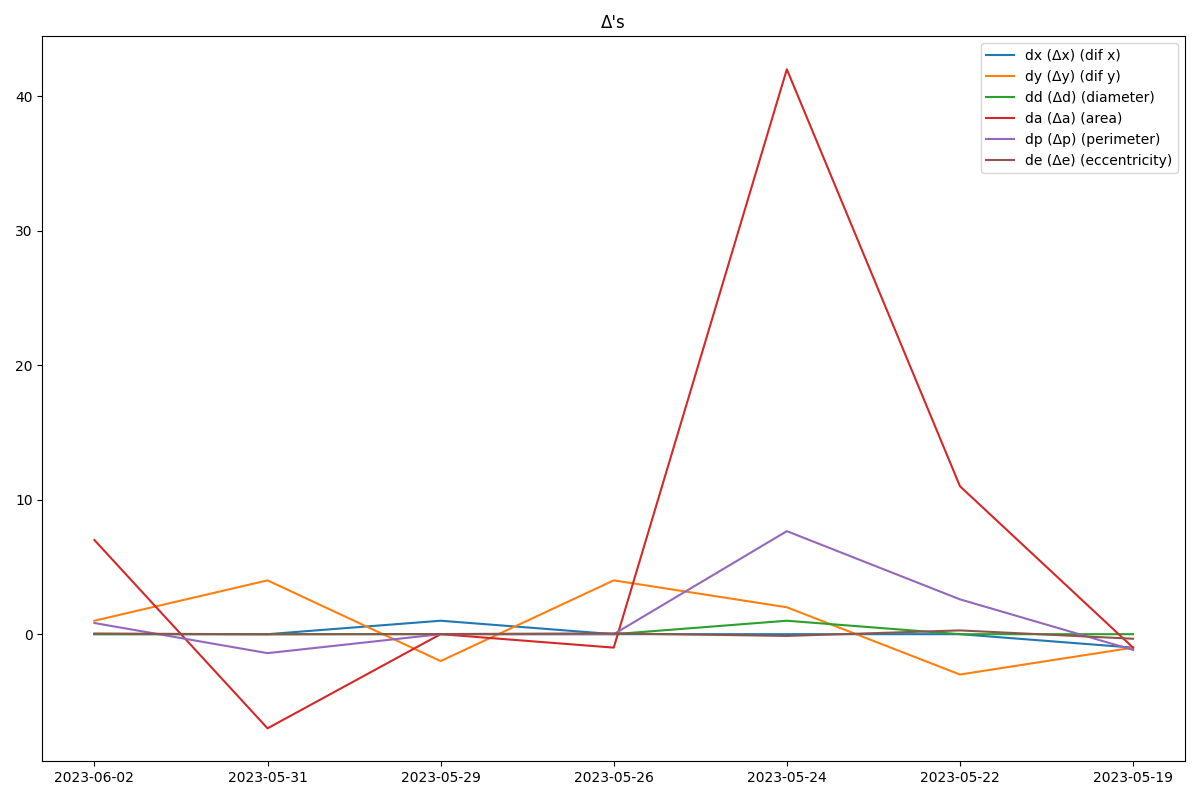 Δ's
dx (Δx) (dif x)
dy (Δy) (dif y)
dd (Δd) (diameter)
da (Δa) (area)
dp (Δp) (perimeter)
de (Δe) (eccentricity)
40
30
20
10
0
2023-06-02 2023-05-31 2023-05-29 2023-05-26 2023-05-24 2023-05-22 2023-05-19